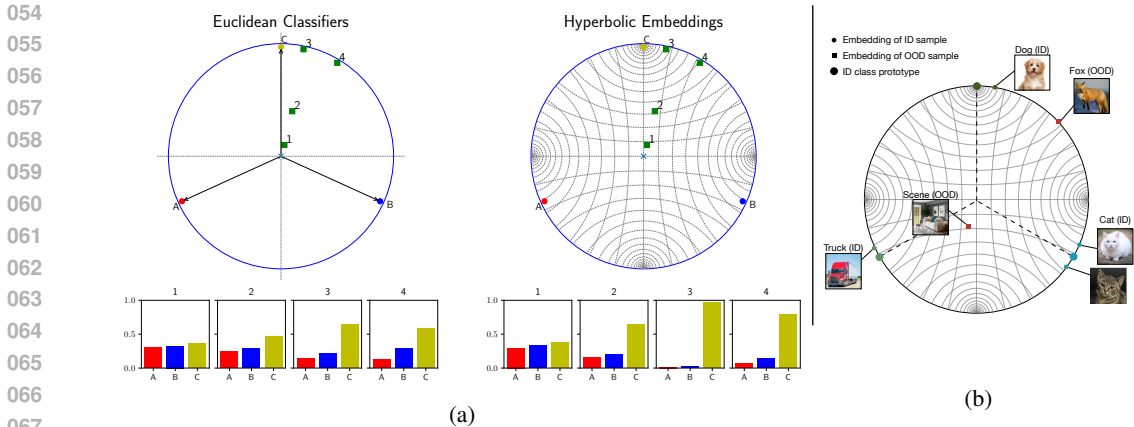 054
055
056
057
058
059
060
061
062
063
064
065
066
067
Euclidean Classifiers
C
3
4
2
1
A
B
Hyperbolic Embeddings
C
3
4
2
1
A
B
1
2
3
4
1.0
0.5
0.0
A B C
A B C
A B C
A B C
1
2
3
4
1.0
0.5
0.0
A B C
A B C
A B C
A B C
(a)
Embedding of ID sample
Embedding of OOD sample
ID class prototype
Dog (ID)
Fox (OOD)
Scene (OOD)
Cat (ID)
Truck (ID)
(b)